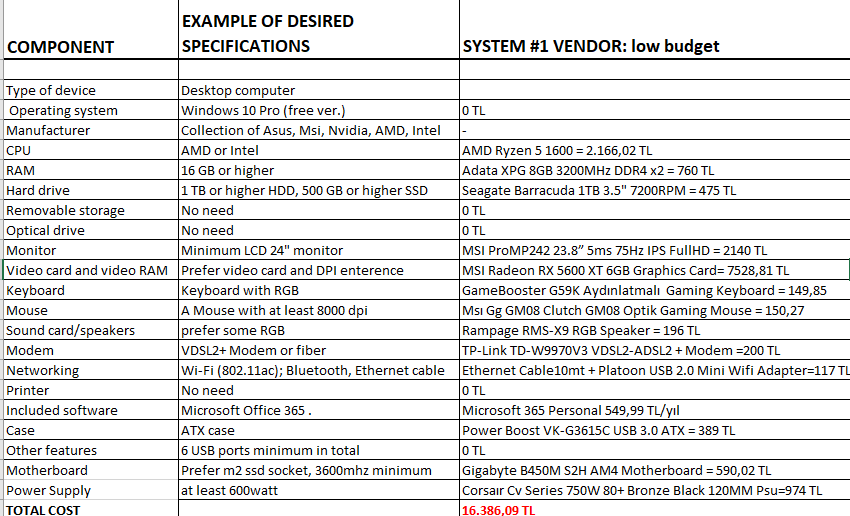 COMPONENT EXAMPLE OF DESIRED SPECIFICATIONS SYSTEM #1 VENDOR: low budget
Type of device Desktop computer
Operating system Windows 10 Pro (free ver.) 0 TL
Manufacturer Collection of Asus, Msi, Nvidia, AMD, Intel -
CPU AMD or Intel AMD Ryzen 5 1600 = 2.166,02 TL
RAM 16 GB or higher Adata XPG 8GB 3200MHz DDR4 x2 = 760 TL
Hard drive 1 TB or higher HDD, 500 GB or higher SSD Seagate Barracuda 1TB 3.5" 7200RPM = 475 TL
Removable storage No need 0 TL
Optical drive No need 0 TL
Monitor Minimum LCD 24" monitor MSI ProMP242 23.8” 5ms 75Hz IPS FullHD = 2140 TL
Video card and video RAM Prefer video card and DPI enterence MSI Radeon RX 5600 XT 6GB Graphics Card= 7528,81 TL
Keyboard Keyboard with RGB GameBooster G59K Aydınlatmalı Gaming Keyboard = 149,85
Mouse A Mouse with at least 8000 dpi Msı Gg GM08 Clutch GM08 Optik Gaming Mouse = 150,27
Sound card/speakers prefer some RGB Rampage RMS-X9 RGB Speaker = 196 TL
Modem VDSL2+ Modem or fiber TP-Link TD-W9970V3 VDSL2-ADSL2 + Modem =200 TL
Networking Wi-Fi (802.11ac); Bluetooth, Ethernet cable Ethernet Cable10mt + Platoon USB 2.0 Mini Wifi Adapter=117 TL
Printer No need 0 TL
Included software Microsoft Office 365 . Microsoft 365 Personal 549,99 TL/yıl
Case ATX case Power Boost VK-G3615C USB 3.0 ATX = 389 TL
Other features 6 USB ports minimum in total 0 TL
Motherboard Prefer m2 ssd socket, 3600mhz minimum Gigabyte B450M S2H AM4 Motherboard = 590,02 TL
Power Supply at least 600watt Corsaır Cv Series 750W 80+ Bronze Black 120MM Psu=974 TL
TOTAL COST 16.386,09 TL